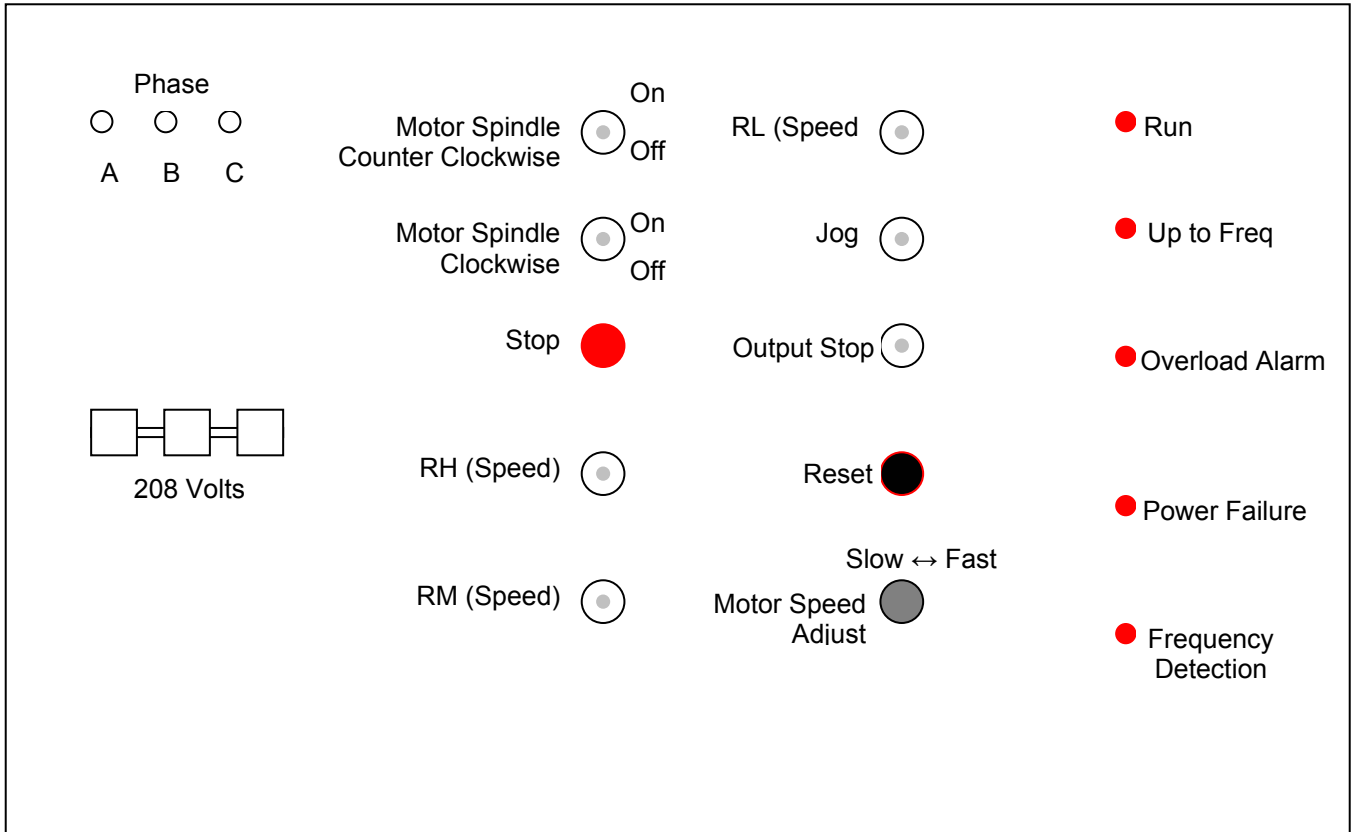 Phase
A B C
208 Volts
Motor Spindle
Counter Clockwise
On
Off
Motor Spindle
Clockwise
On
Off
Stop
RH (Speed)
RM (Speed)
RL (Speed
Jog
Output Stop
Reset
Slow ↔ Fast
Motor Speed
Adjust
Run
Up to Freq
Overload Alarm
Power Failure
Frequency
Detection